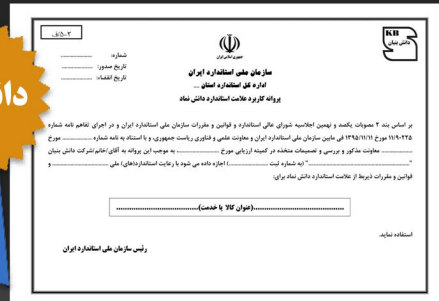 ف/۵-۳
KB
دانش بنیان
شماره: ....................
تاریخ صدور: ....................
تاریخ انقضاء: ....................
جمهوری اسلامی ایران
سازمان ملی استاندارد ایران
اداره کل استاندارد استان ...
پروانه کاربرد علامت استاندارد دانش نماد
دا
بر اساس بند ۲ مصوبات یکصد و نهمین اجلاسیه شورای عالی استاندارد و قوانین و مقررات سازمان ملی استاندارد ایران و در اجرای تفاهم نامه شماره
۱۱/۹۰۲۳۵ مورخ ۱۳۹۵/۱۱/۱۱ فی مابین سازمان ملی استاندارد ایران و معاونت علمی و فناوری ریاست جمهوری، و با استناد به نامه شماره .................... مورخ
.................... معاونت مذکور و بررسی و تصمیمات متخذه در کمیته ارزیابی مورخ ....................، به موجب این پروانه به آقای/خانم/شرکت دانش بنیان
"...................." (به شماره ثبت ....................) اجازه داده می شود با رعایت استاندارد(های) ملی .................... و
قوانین و مقررات ذیربط از علامت استاندارد دانش نماد برای:
....................(عنوان کالا یا خدمت)....................
استفاده نماید.
رئیس سازمان ملی استاندارد ایران